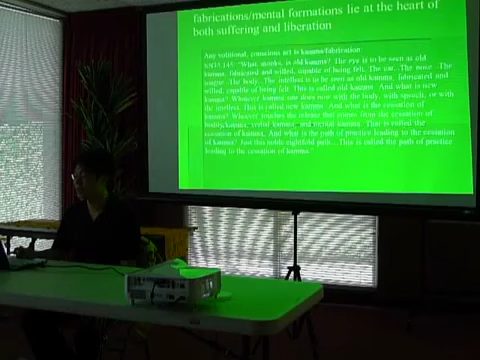 fabrications/mental formations lie at the heart of
both suffering and liberation
Any volitional, conscious act is kamma/fabrication
SN35.145: "What, monks, is old kamma? The eye is to be seen as old
kamma, fabricated and willed, capable of being felt. The ear...The nose...The
tongue...The body...The intellect is to be seen as old kamma, fabricated and
willed, capable of being felt. This is called old kamma. And what is new
kamma? Whatever kamma one does now with the body, with speech, or with
the intellect. This is called new kamma. And what is the cessation of
kamma? Whoever touches the release that comes from the cessation of
bodily kamma, verbal kamma, and mental kamma. That is called the
cessation of kamma. And what is the path of practice leading to the cessation
of kamma? Just this noble eightfold path...This is called the path of practice
leading to the cessation of kamma."